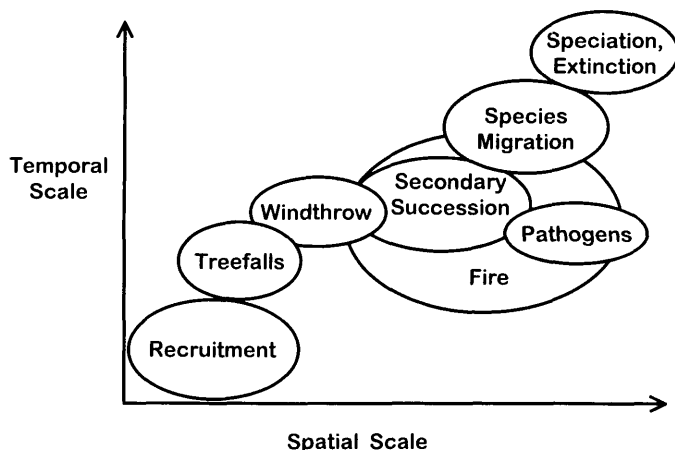 Speciation,
Extinction
Species
Migration
Temporal
Scale
Secondary
Succession
Windthrow
Pathogens
Treefalls
Fire
Recruitment
Spatial Scale